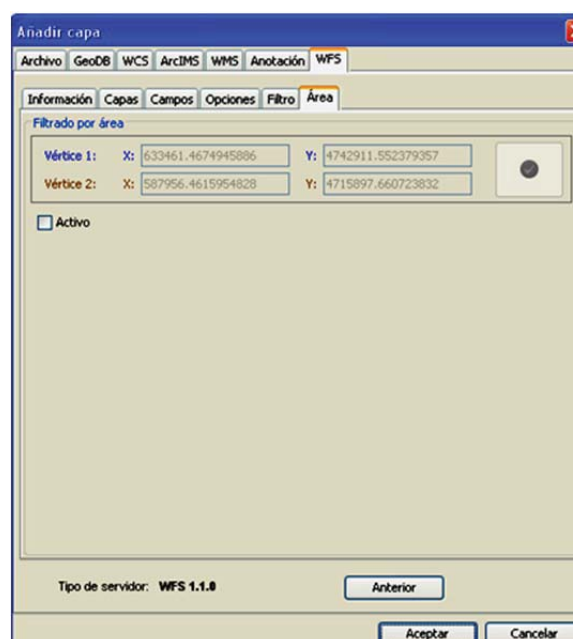 Añadir capa
Archivo GeoDB WCS ArcIMS WMS Anotación WFS
Información Capas Campos Opciones Filtro Área
Filtrado por área
Vértice 1: X: 633461.4674945886 Y: 4742911.552379357
Vértice 2: X: 587956.4615954828 Y: 4715897.660723832
Activo
Tipo de servidor: WFS 1.1.0 Anterior
Aceptar Cancelar